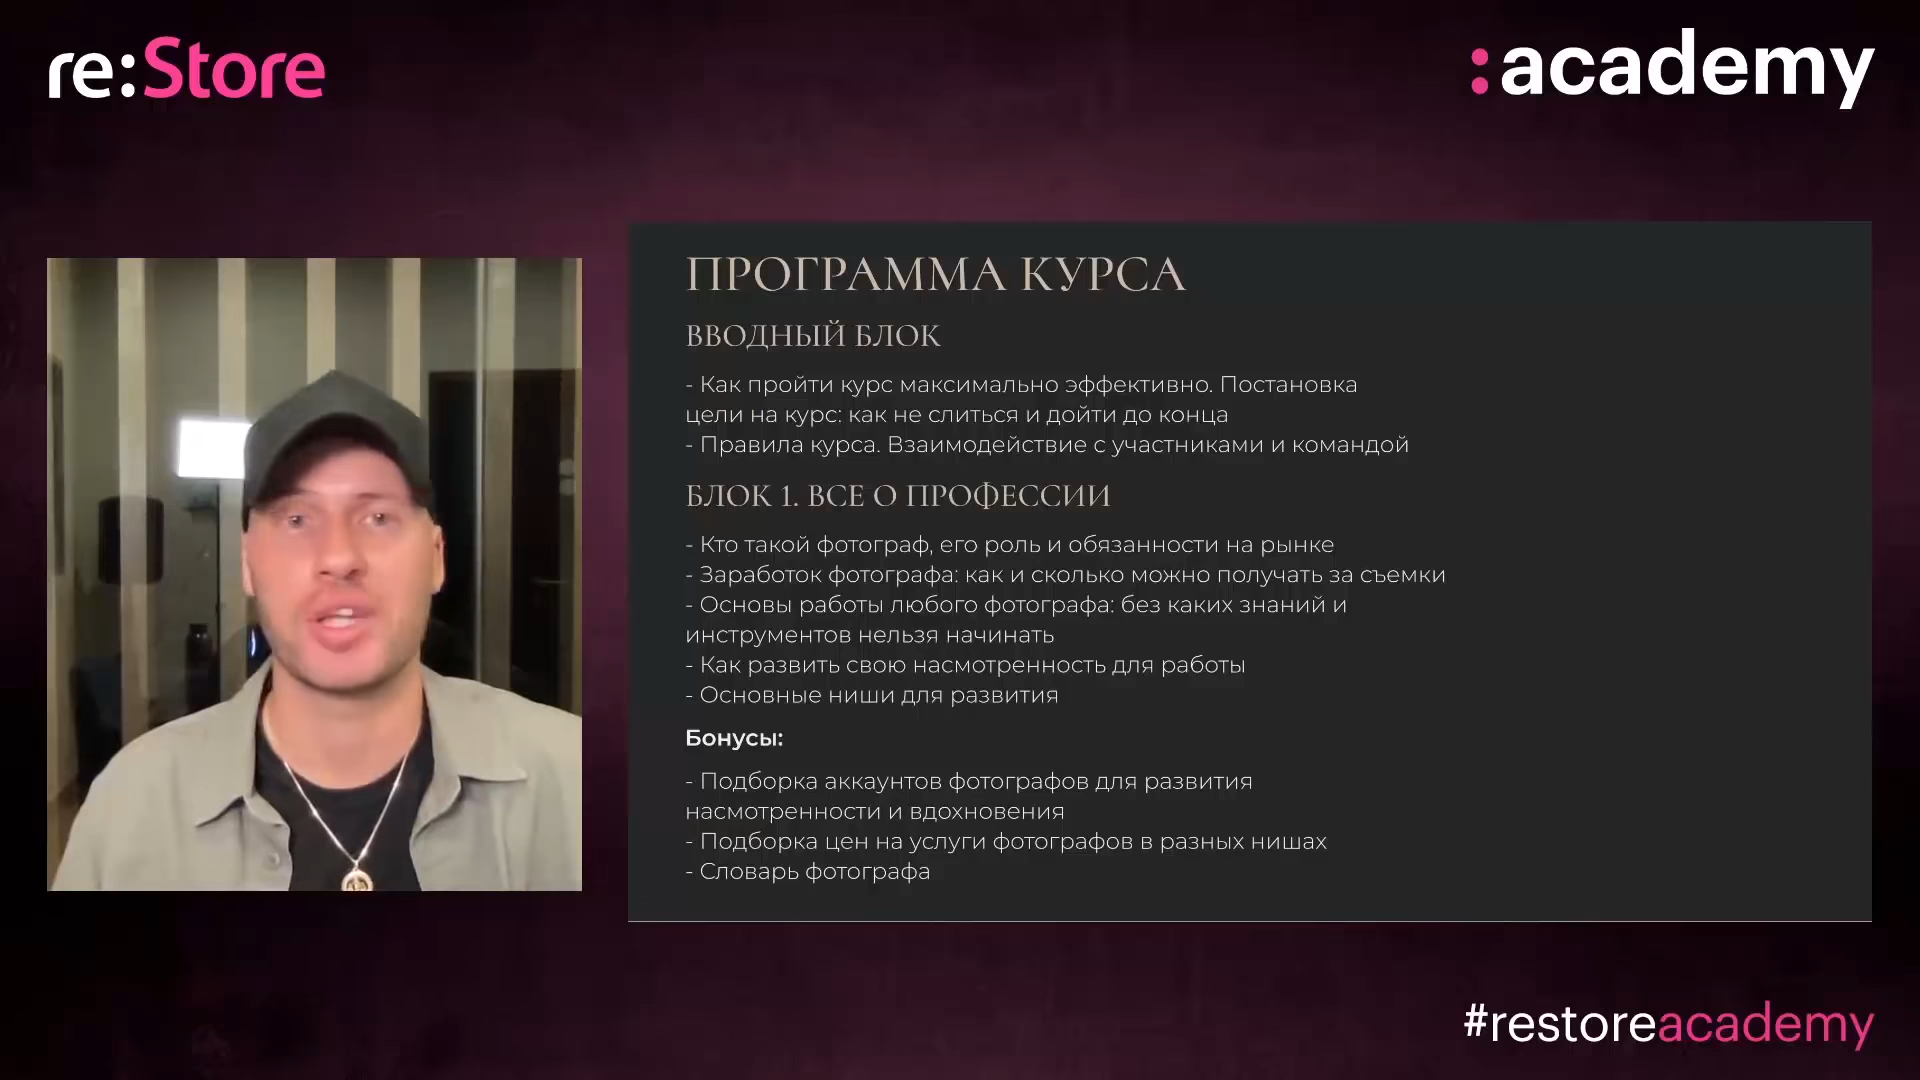 re:Store
:academy
ПРОГРАММА КУРСА
ВВОДНЫЙ БЛОК
- Как пройти курс максимально эффективно. Постановка
цели на курс: как не слиться и дойти до конца
- Правила курса. Взаимодействие с участниками и командой
БЛОК 1. ВСЕ О ПРОФЕССИИ
- Кто такой фотограф, его роль и обязанности на рынке
- Заработок фотографа: как и сколько можно получать за съемки
- Основы работы любого фотографа: без каких знаний и
инструментов нельзя начинать
- Как развить свою насмотренность для работы
- Основные ниши для развития
Бонусы:
- Подборка аккаунтов фотографов для развития
насмотренности и вдохновения
- Подборка цен на услуги фотографов в разных нишах
- Словарь фотографа
#restoreacademy